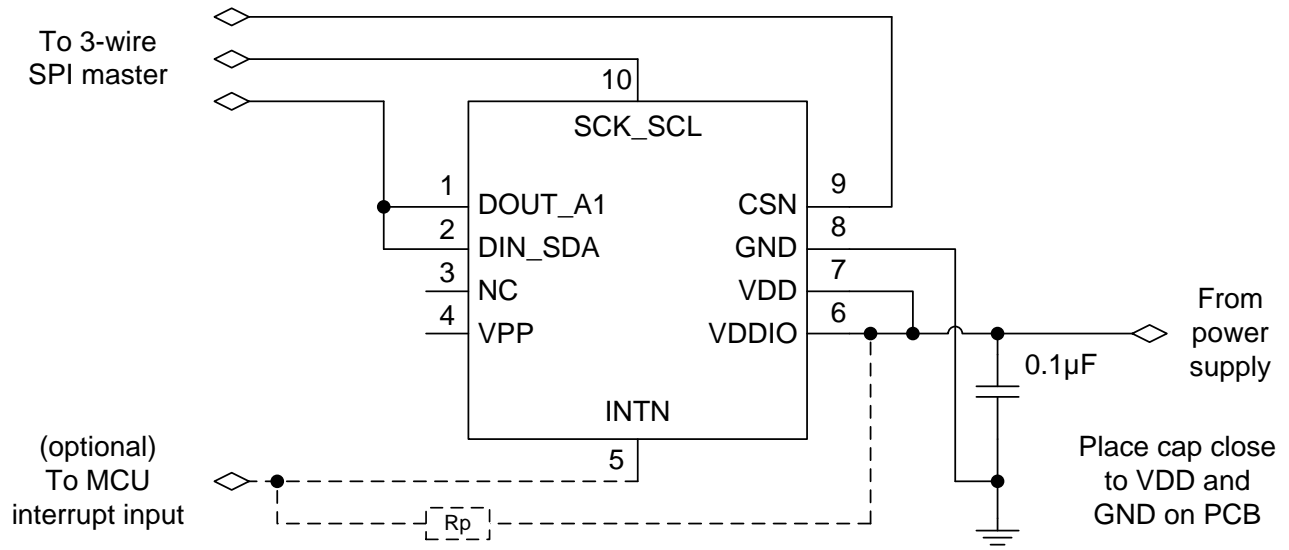 To 3-wire
SPI master
10
SCK_SCL
1
DOUT_A1
2
DIN_SDA
3
NC
4
VPP
9
CSN
8
GND
7
VDD
6
VDDIO
INTN
5
From
power
supply
0.1µF
Place cap close
to VDD and
GND on PCB
(optional)
To MCU
interrupt input
Rp